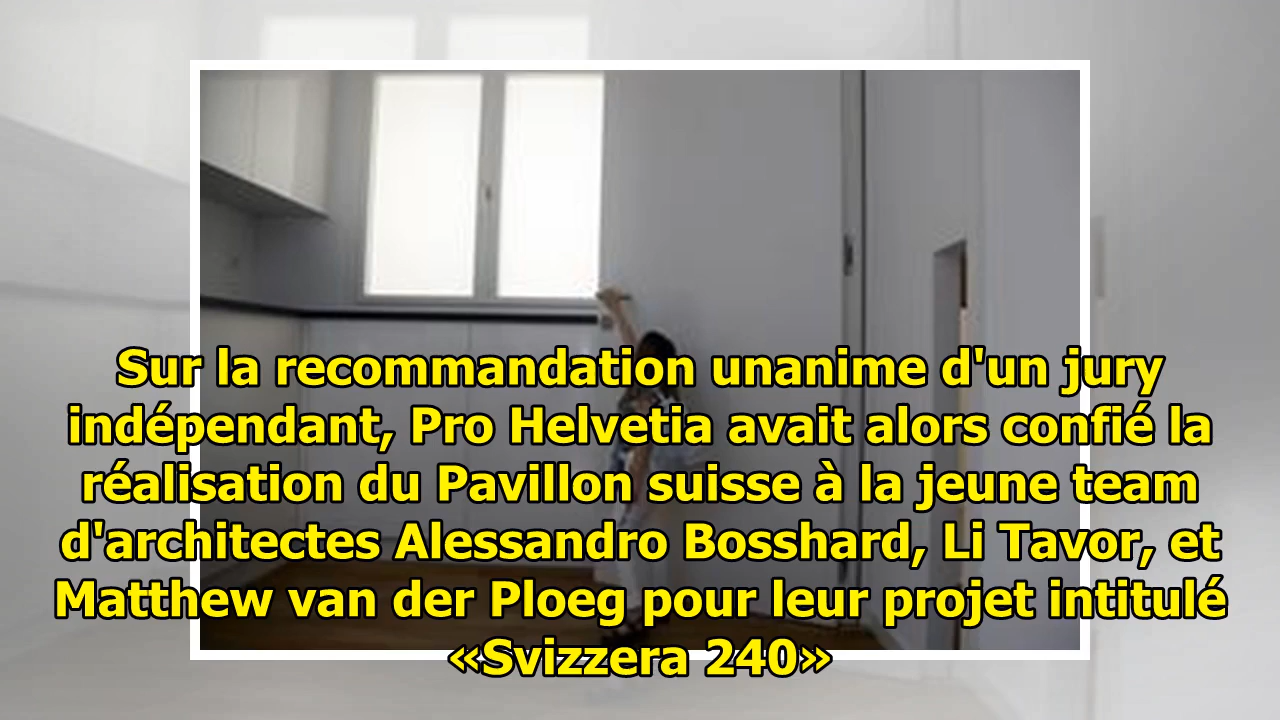 Sur la recommandation unanime d'un jury
indépendant, Pro Helvetia avait alors confié la
réalisation du Pavillon suisse à la jeune team
d'architectes Alessandro Bosshard, Li Tavor, et
Matthew van der Ploeg pour leur projet intitulé
«Svizzera 240»